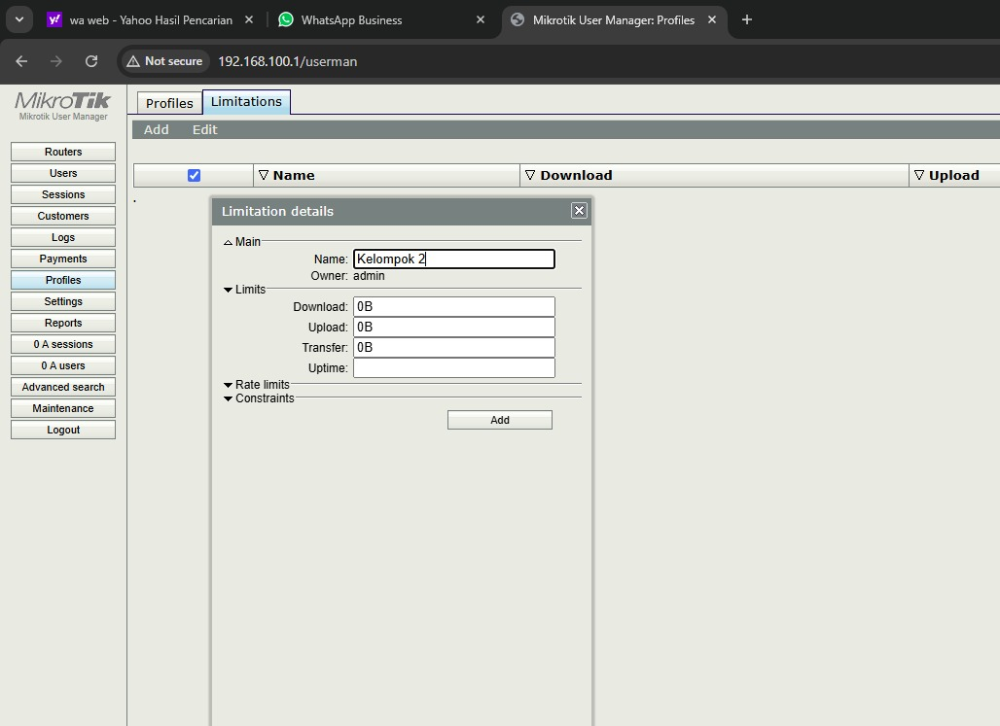 wa web - Yahoo Hasil Pencarian
WhatsApp Business
Mikrotik User Manager: Profiles
Not secure
192.168.100.1/userman
MikroTik
Mikrotik User Manager
Routers
Users
Sessions
Customers
Logs
Payments
Profiles
Settings
Reports
0 A sessions
0 A users
Advanced search
Maintenance
Logout
Profiles
Limitations
Add
Edit
Name
Download
Upload
.
Limitation details
Main
Name: Kelompok 2
Owner: admin
Limits
Download: 0B
Upload: 0B
Transfer: 0B
Uptime:
Rate limits
Constraints
Add